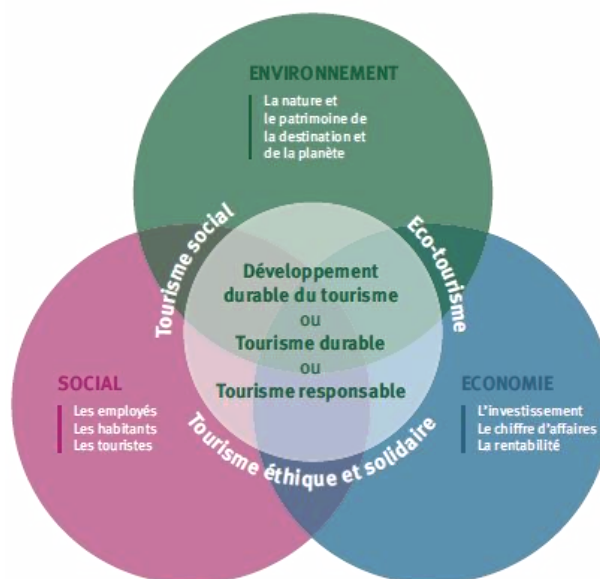 ENVIRONNEMENT
La nature et
le patrimoine de
la destination et
de la planète
Tourisme social
Eco-tourisme
Développement
durable du tourisme
ou
Tourisme durable
ou
Tourisme responsable
SOCIAL
Les employés
Les habitants
Les touristes
ECONOMIE
L'investissement
Le chiffre d'affaires
La rentabilité
Tourisme éthique et solidaire